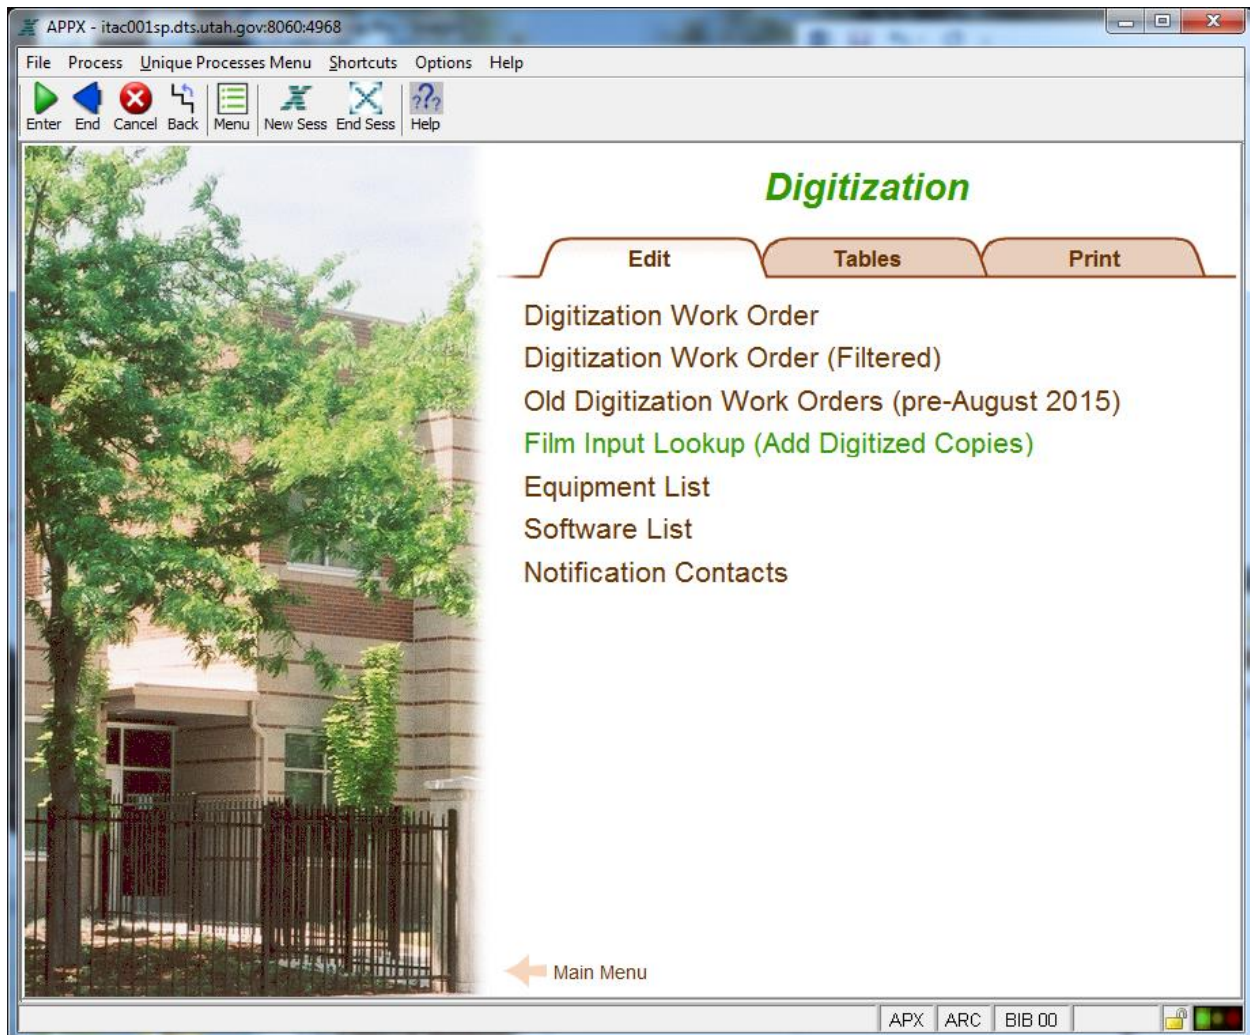 APPX - itac001sp.dts.utah.gov:8060:4968
File Process Unique Processes Menu Shortcuts Options Help
Enter End Cancel Back Menu New Sess End Sess Help
Digitization
Edit Tables Print
Digitization Work Order
Digitization Work Order (Filtered)
Old Digitization Work Orders (pre-August 2015)
Film Input Lookup (Add Digitized Copies)
Equipment List
Software List
Notification Contacts
Main Menu
APX ARC BIB 00